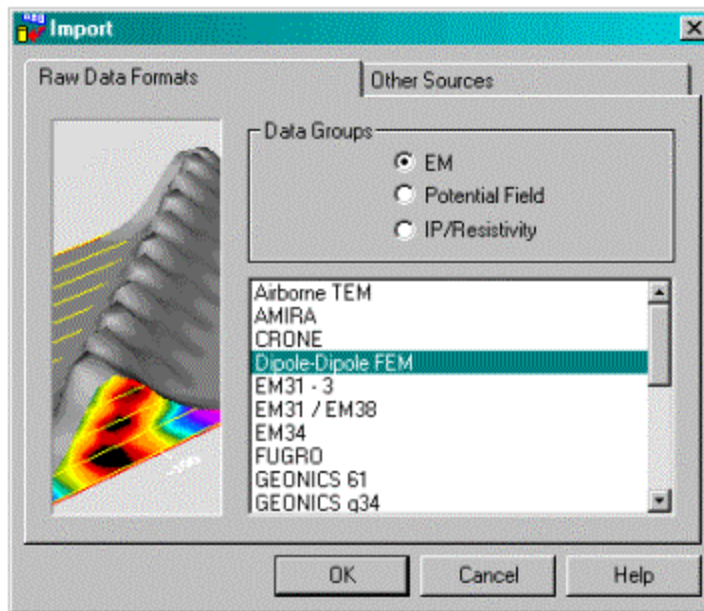 Import
Raw Data Formats
Other Sources
Data Groups
EM
Potential Field
IP/Resistivity
Airborne TEM
AMIRA
CRONE
Dipole-Dipole FEM
EM31 - 3
EM31 / EM38
EM34
FUGRO
GEONICS 61
GEONICS g34
OK
Cancel
Help